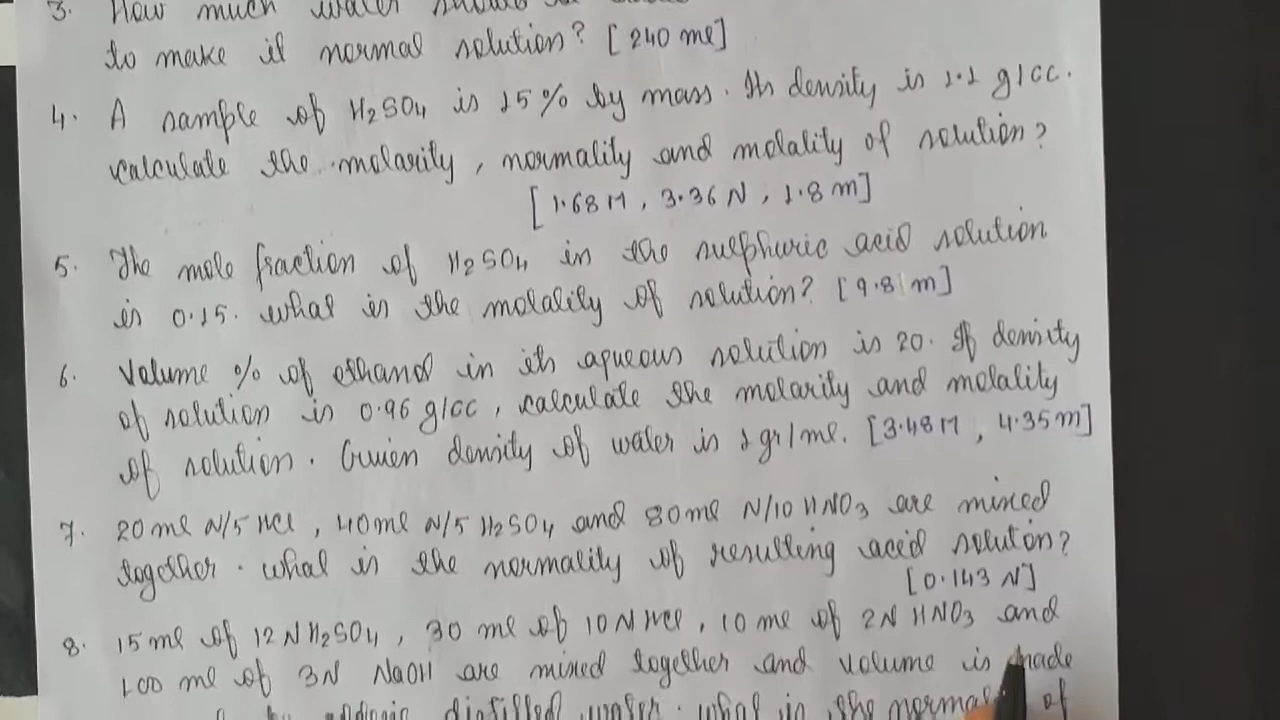 3. How much water should
to make it normal solution? [240 ml]
4. A sample of H2SO4 is 15% by mass. Its density is 1.1 g/cc.
calculate the molarity, normality and molality of solution?
[1.68 M, 3.36 N, 1.8 m]
5. The mole fraction of H2SO4 in the sulphuric acid solution
is 0.15. what is the molality of solution? [9.8 m]
6. Volume % of ethanol in its aqueous solution is 20. If density
of solution is 0.96 g/cc, calculate the molarity and molality
of solution. Given density of water is 1 gr/ml. [3.48 M, 4.35 m]
7. 20 ml N/5 HCl, 40 ml N/5 H2SO4 and 80 ml N/10 HNO3 are mixed
together. what is the normality of resulting acid soluton?
[0.143 N]
8. 15 ml of 12 N H2SO4, 30 ml of 10 N HCl, 10 ml of 2N HNO3 and
100 ml of 3N NaOH are mixed together and volume is made
distilled water. what is the of